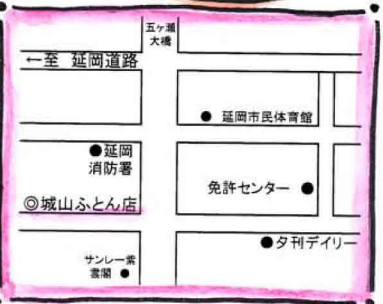 五ヶ瀬
大橋
←至 延岡道路
● 延岡市民体育館
●延岡
消防署
免許センター ●
◎城山ふとん店
●夕刊デイリー
サンレー紫
雲閣 ●